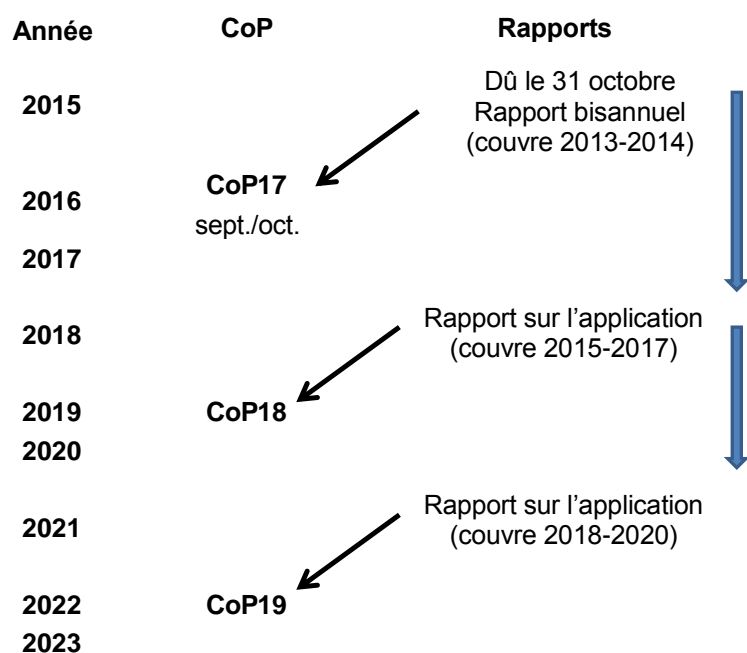 Année CoP Rapports
2015
Dû le 31 octobre
Rapport bisannuel
(couvre 2013-2014)
2016
CoP17
sept./oct.
2017
2018
Rapport sur l’application
(couvre 2015-2017)
2019 CoP18
2020
2021
Rapport sur l’application
(couvre 2018-2020)
2022 CoP19
2023